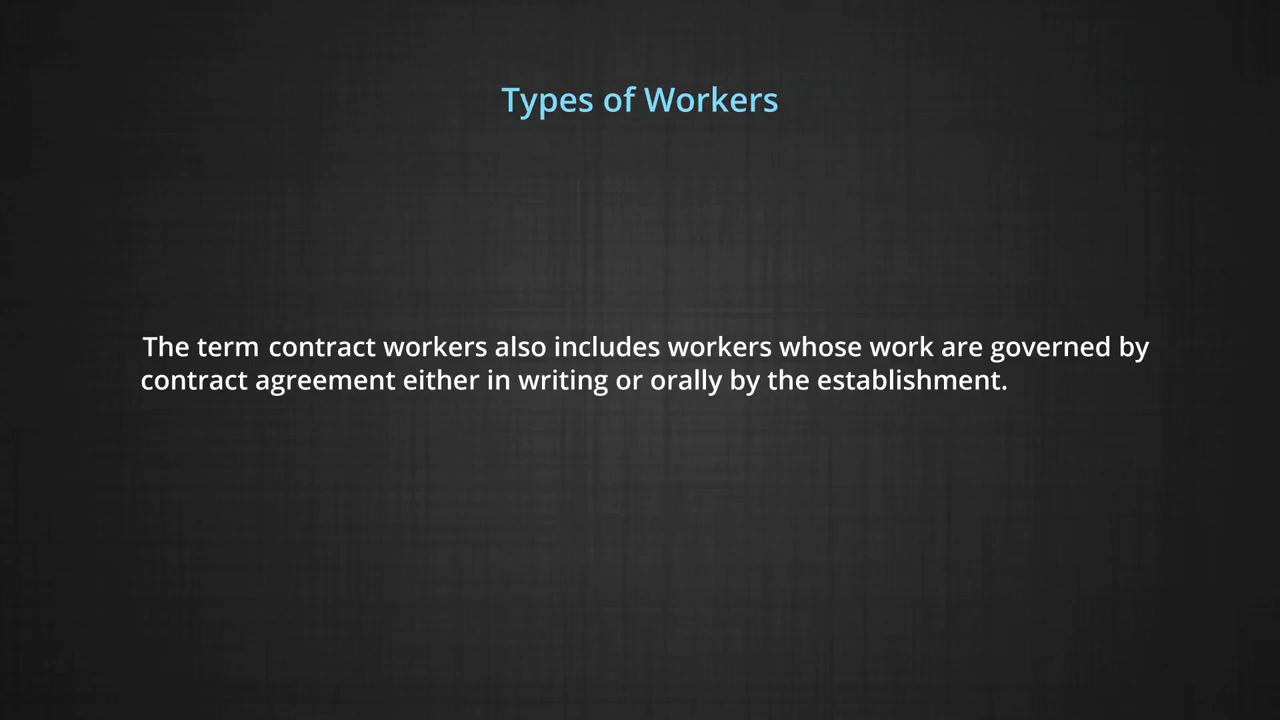 Types of Workers
The term contract workers also includes workers whose work are governed by
contract agreement either in writing or orally by the establishment.